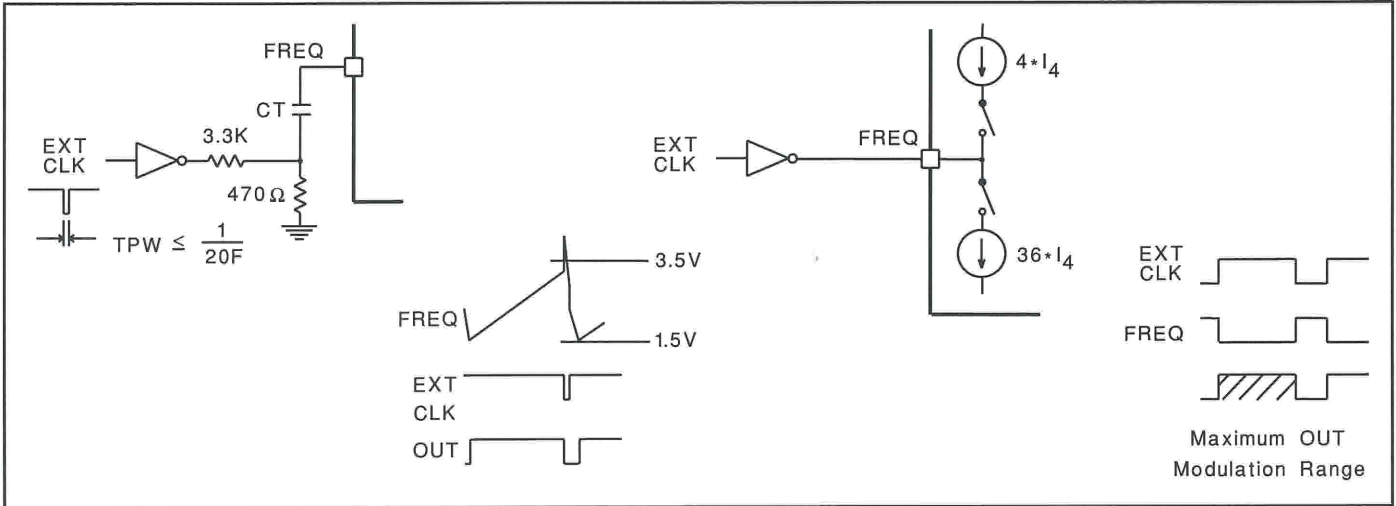 FREQ
CT
3.3K
EXT
CLK
470 Ω
TPW ≤ 1/20F
3.5V
FREQ
1.5V
EXT
CLK
OUT
4*I4
FREQ
EXT
CLK
36*I4
EXT
CLK
FREQ
Maximum OUT
Modulation Range